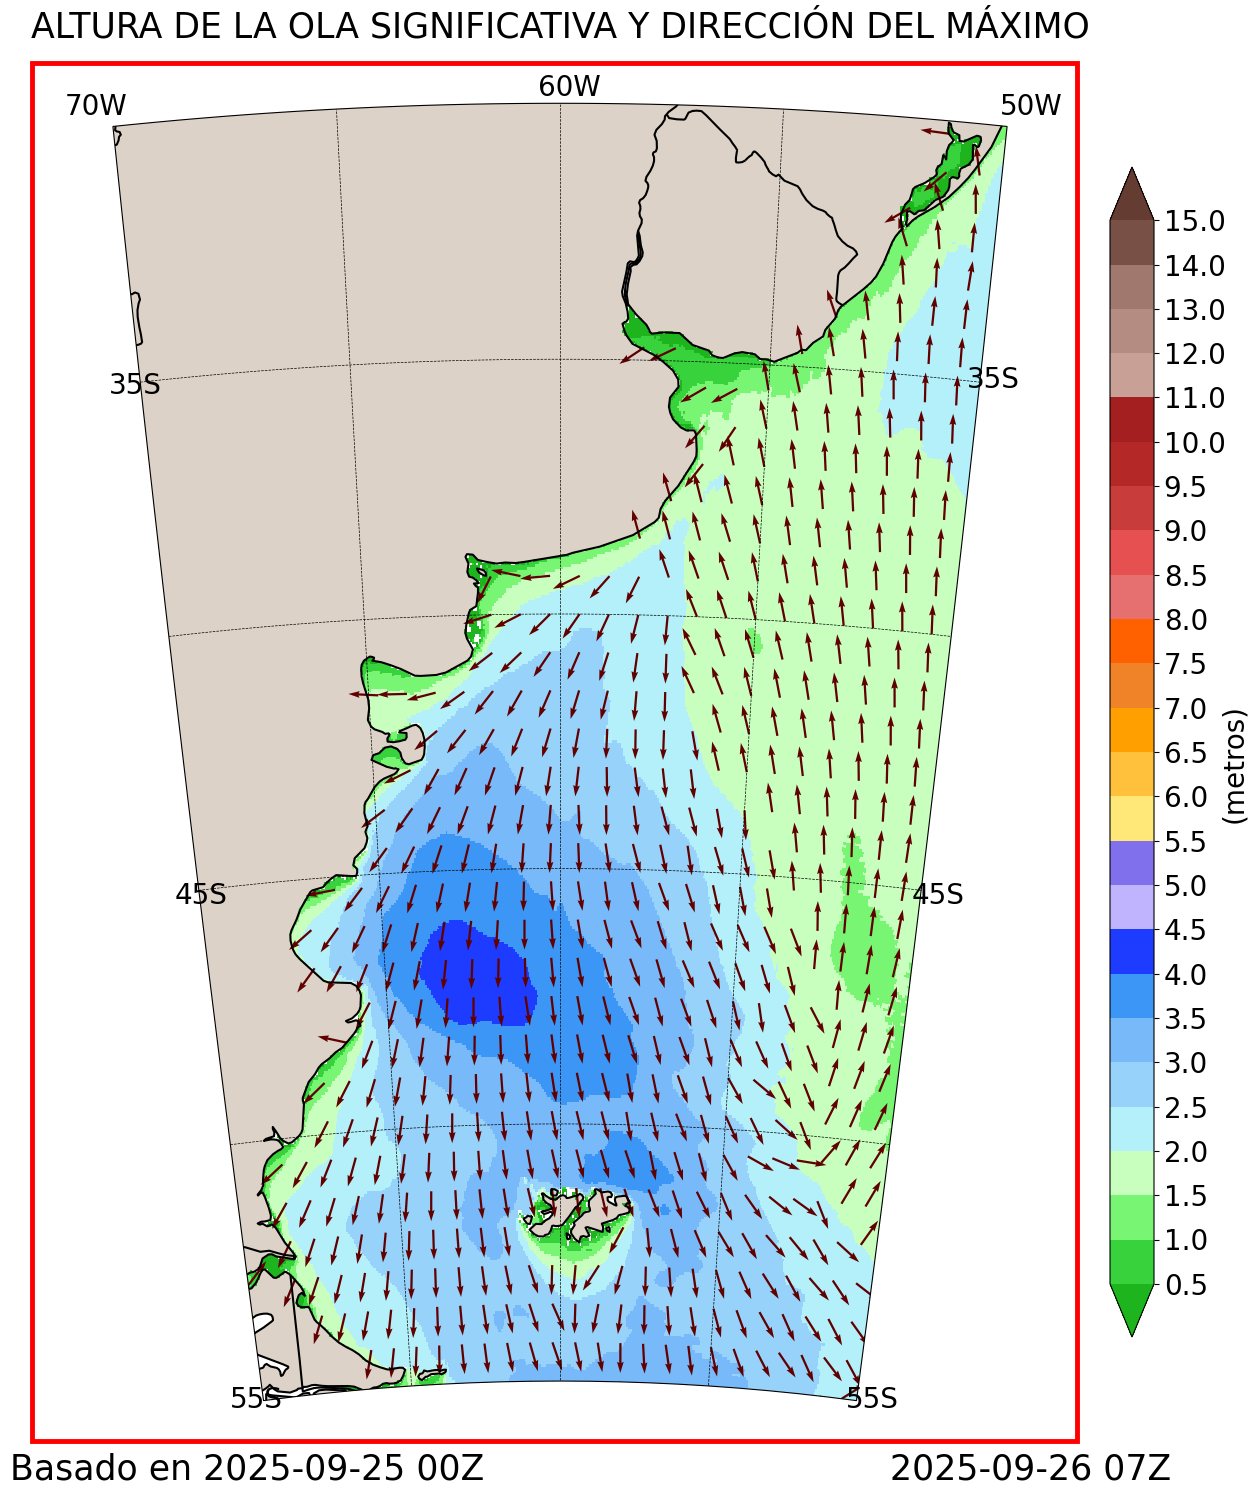 ALTURA DE LA OLA SIGNIFICATIVA Y DIRECCIÓN DEL MÁXIMO
70W
60W
50W
35S
35S
45S
45S
55S
55S
15.0
14.0
13.0
12.0
11.0
10.0
9.5
9.0
8.5
8.0
7.5
7.0
6.5
6.0
5.5
5.0
4.5
4.0
3.5
3.0
2.5
2.0
1.5
1.0
0.5
(metros)
Basado en 2025-09-25 00Z
2025-09-26 07Z